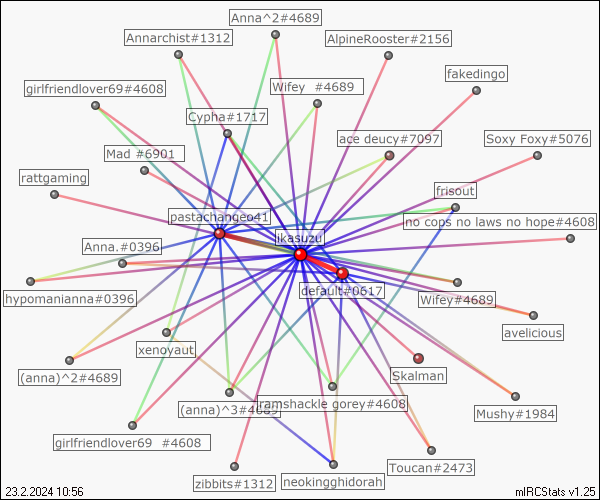 Anna^2#4689
Annarchist#1312
AlpineRooster#2156
fakedingo
girlfriendlover69#4608
Wifey  #4689
Cypha#1717
ace deucy#7097
Soxy Foxy#5076
Mad #6901
rattgaming
frisout
pastachangeo41
no cops no laws no hope#4608
ikasuzu
Anna.#0396
default#0617
hypomanianna#0396
Wifey#4689
avelicious
xenoyaut
Skalman
(anna)^2#4689
(anna)^3#4689
ramshackle gorey#4608
Mushy#1984
girlfriendlover69  #4608
Toucan#2473
zibbits#1312
neokingghidorah
23.2.2024 10:56
mIRCStats v1.25